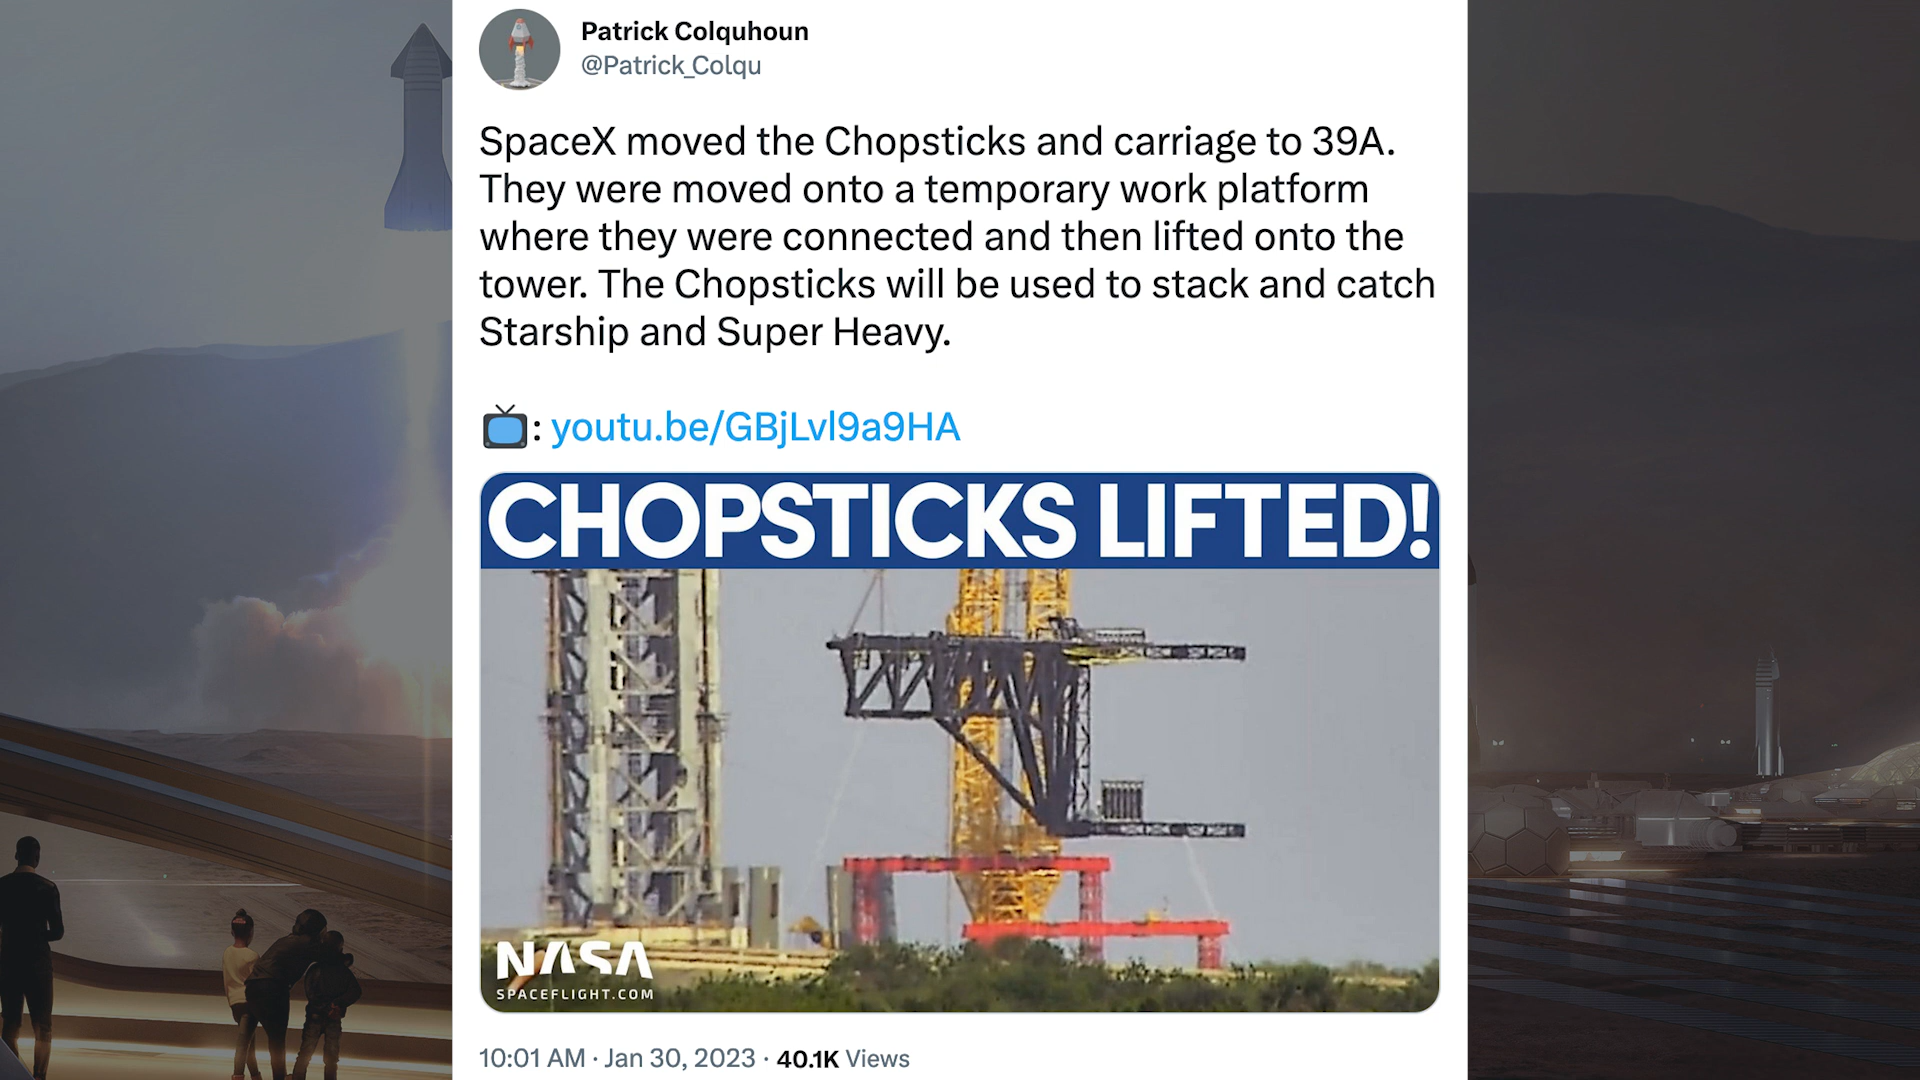 Patrick Colquhoun
@Patrick_Colqu
SpaceX moved the Chopsticks and carriage to 39A.
They were moved onto a temporary work platform
where they were connected and then lifted onto the
tower. The Chopsticks will be used to stack and catch
Starship and Super Heavy.
📺: youtu.be/GBjLvl9a9HA
CHOPSTICKS LIFTED!
NASA
SPACEFLIGHT.COM
10:01 AM · Jan 30, 2023 · 40.1K Views